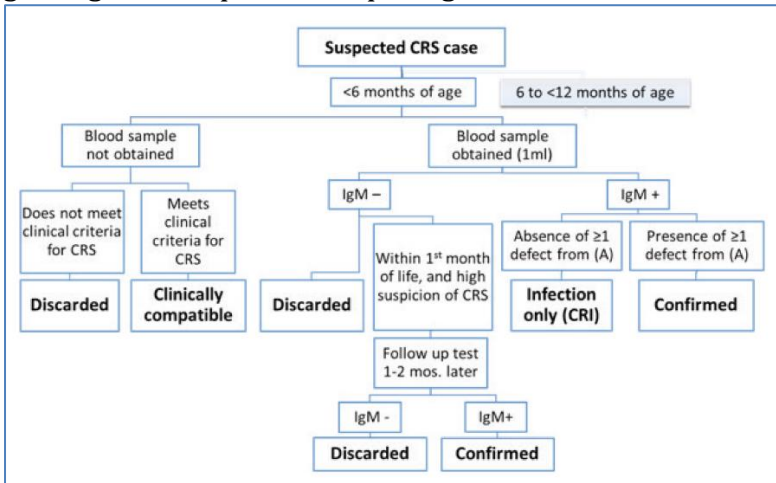 Suspected CRS case
<6 months of age
6 to <12 months of age
Blood sample
not obtained
Blood sample
obtained (1ml)
Does not meet
clinical criteria
for CRS
Meets
clinical
criteria for
CRS
IgM –
IgM +
Within 1st month
of life, and high
suspicion of CRS
Absence of ≥1
defect from (A)
Presence of ≥1
defect from (A)
Discarded
Clinically
compatible
Discarded
Infection
only (CRI)
Confirmed
Follow up test
1-2 mos. later
IgM -
IgM+
Discarded
Confirmed